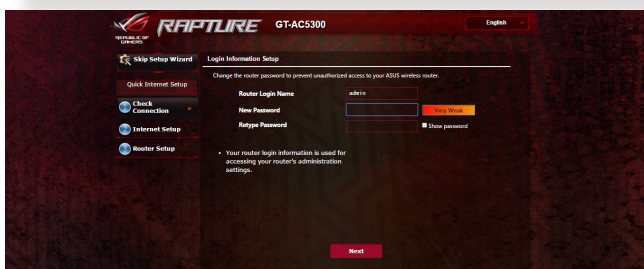 REPUBLIC OF
GAMERS
RAPTURE GT-AC5300 English
Skip Setup Wizard
Login Information Setup
Change the router password to prevent unauthorized access to your ASUS wireless router.
Quick Internet Setup
Router Login Name admin
New Password Very Weak
Check
Connection
Retype Password Show password
Internet Setup
Router Setup
• Your router login information is used for
accessing your router's administration
settings.
Next